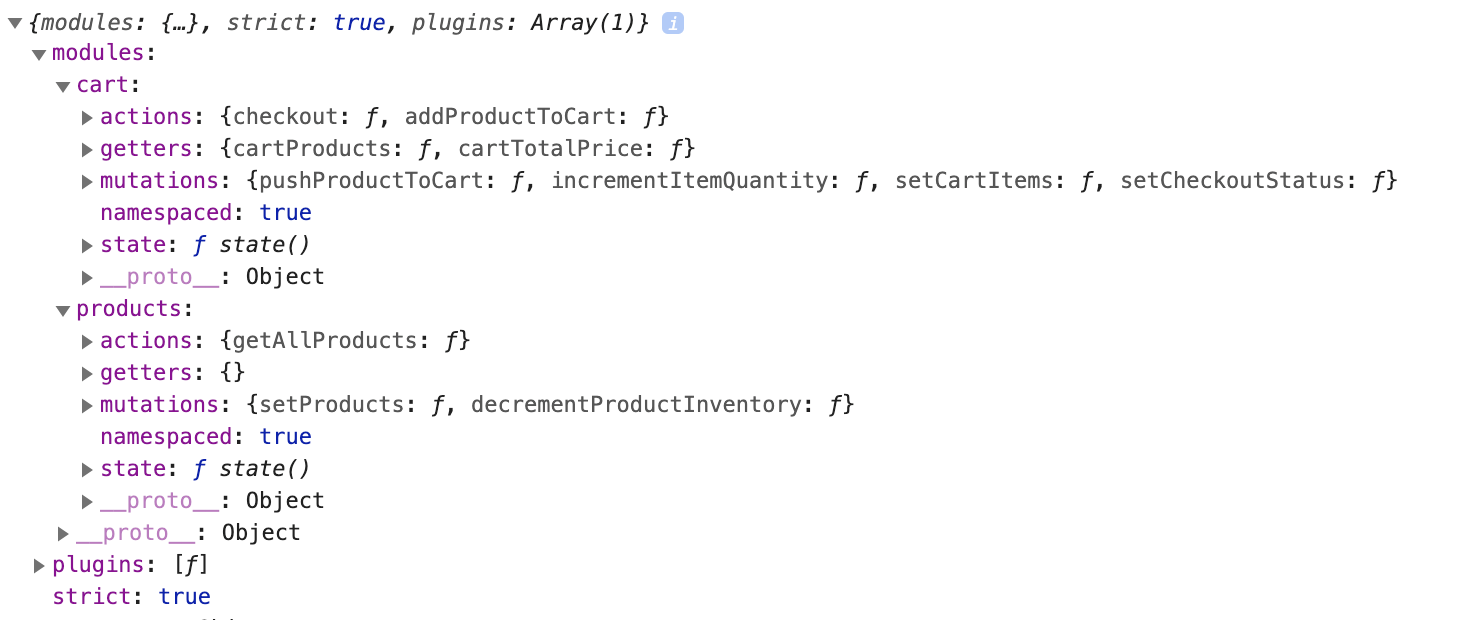 ▼{modules: {…}, strict: true, plugins: Array(1)} i
▼modules:
▼cart:
▶actions: {checkout: ƒ, addProductToCart: ƒ}
▶getters: {cartProducts: ƒ, cartTotalPrice: ƒ}
▶mutations: {pushProductToCart: ƒ, incrementItemQuantity: ƒ, setCartItems: ƒ, setCheckoutStatus: ƒ}
namespaced: true
▶state: ƒ state()
▶__proto__: Object
▼products:
▶actions: {getAllProducts: ƒ}
▶getters: {}
▶mutations: {setProducts: ƒ, decrementProductInventory: ƒ}
namespaced: true
▶state: ƒ state()
▶__proto__: Object
▶__proto__: Object
▶plugins: [ƒ]
strict: true